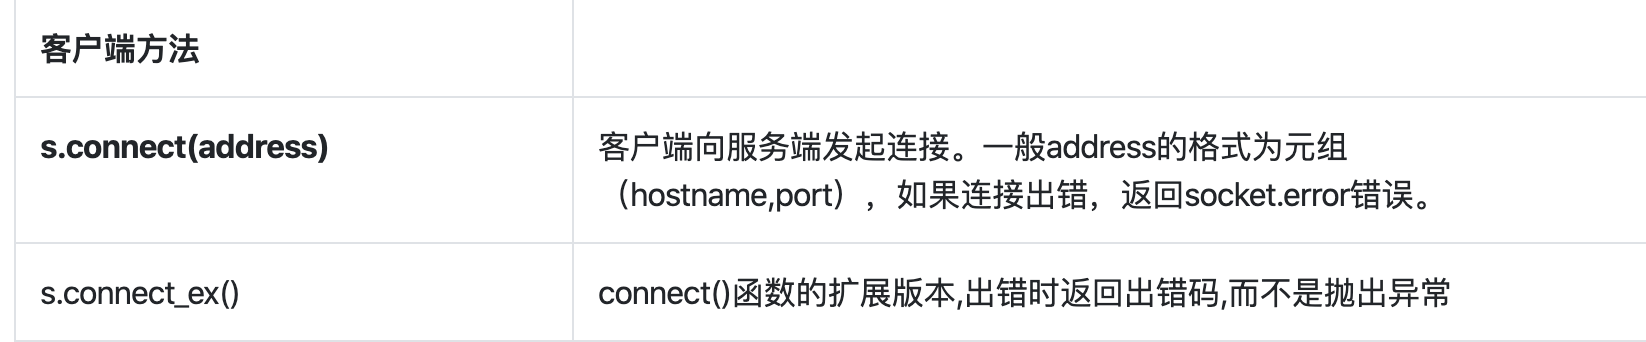 客户端方法
s.connect(address)
客户端向服务端发起连接。一般address的格式为元组
（hostname,port），如果连接出错，返回socket.error错误。
s.connect_ex()
connect()函数的扩展版本,出错时返回出错码,而不是抛出异常